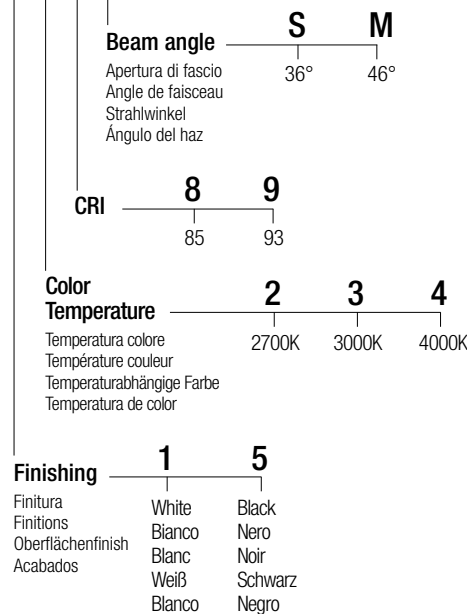 S M
Beam angle
Apertura di fascio
Angle de faisceau
Strahlwinkel
Ángulo del haz
36° 46°
8 9
CRI
85 93
Color
Temperature
2 3 4
Temperatura colore
Température couleur
Temperaturabhängige Farbe
Temperatura de color
2700K 3000K 4000K
1 5
Finishing
Finitura
Finitions
Oberflächenfinish
Acabados
White Black
Bianco Nero
Blanc Noir
Weiß Schwarz
Blanco Negro